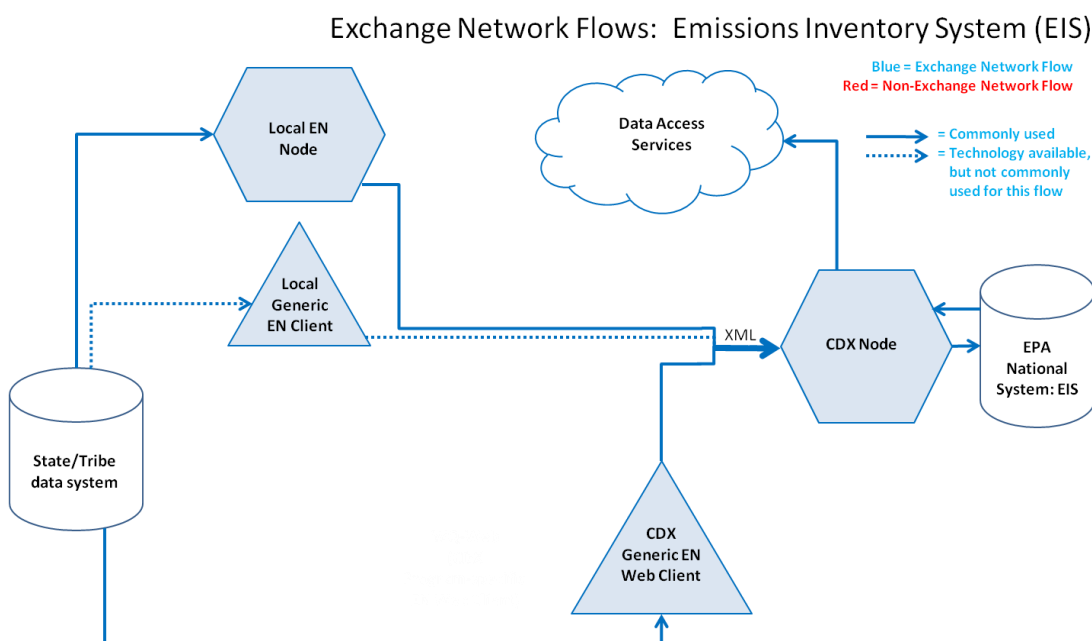 Exchange Network Flows:  Emissions Inventory System (EIS)
Blue = Exchange Network Flow
Red = Non-Exchange Network Flow
= Commonly used
= Technology available,
but not commonly
used for this flow
Local EN
Node
Data Access
Services
Local
Generic
EN Client
XML
CDX Node
EPA
National
System: EIS
State/Tribe
data system
CDX
Generic EN
Web Client